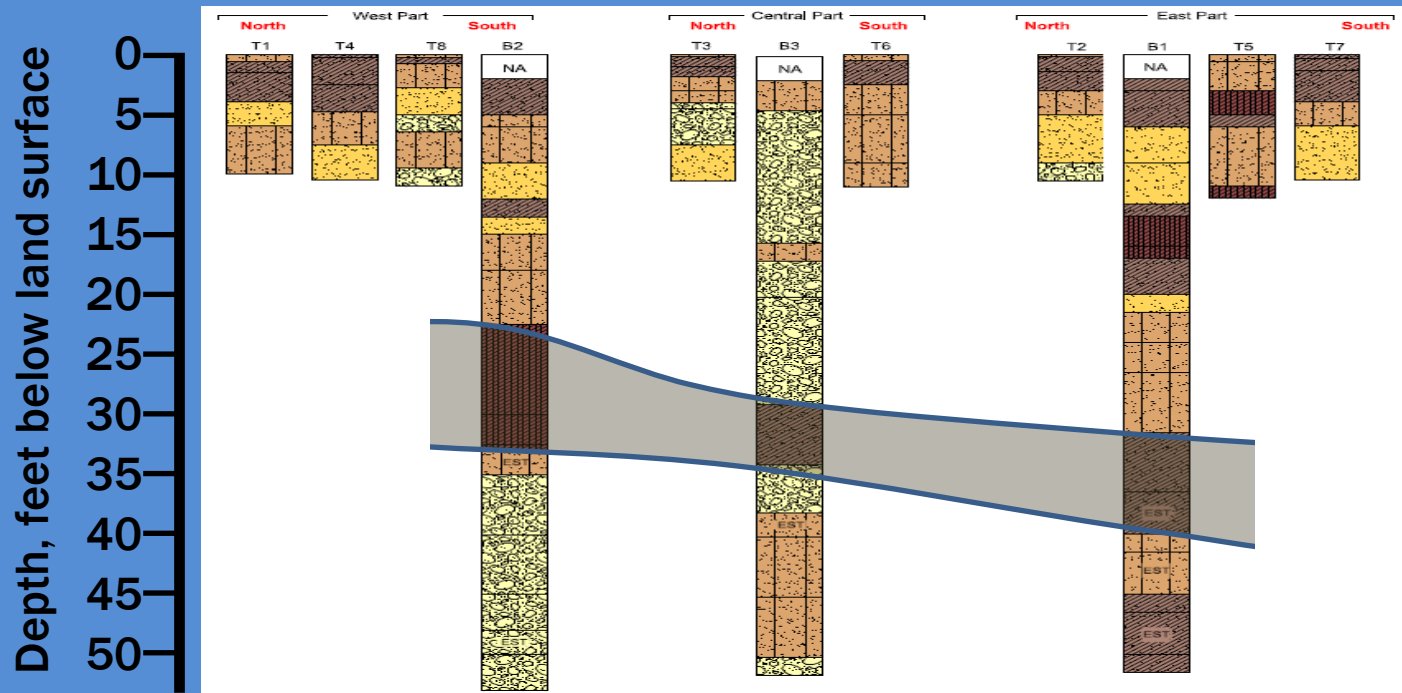 West Part Central Part East Part
North South North South North South
T1 T4 T8 B2 T3 B3 T6 T2 B1 T5 T7
NA NA NA
Depth, feet below land surface
0
5
10
15
20
25
30
35
40
45
50
EST
EST
EST
EST
EST
EST